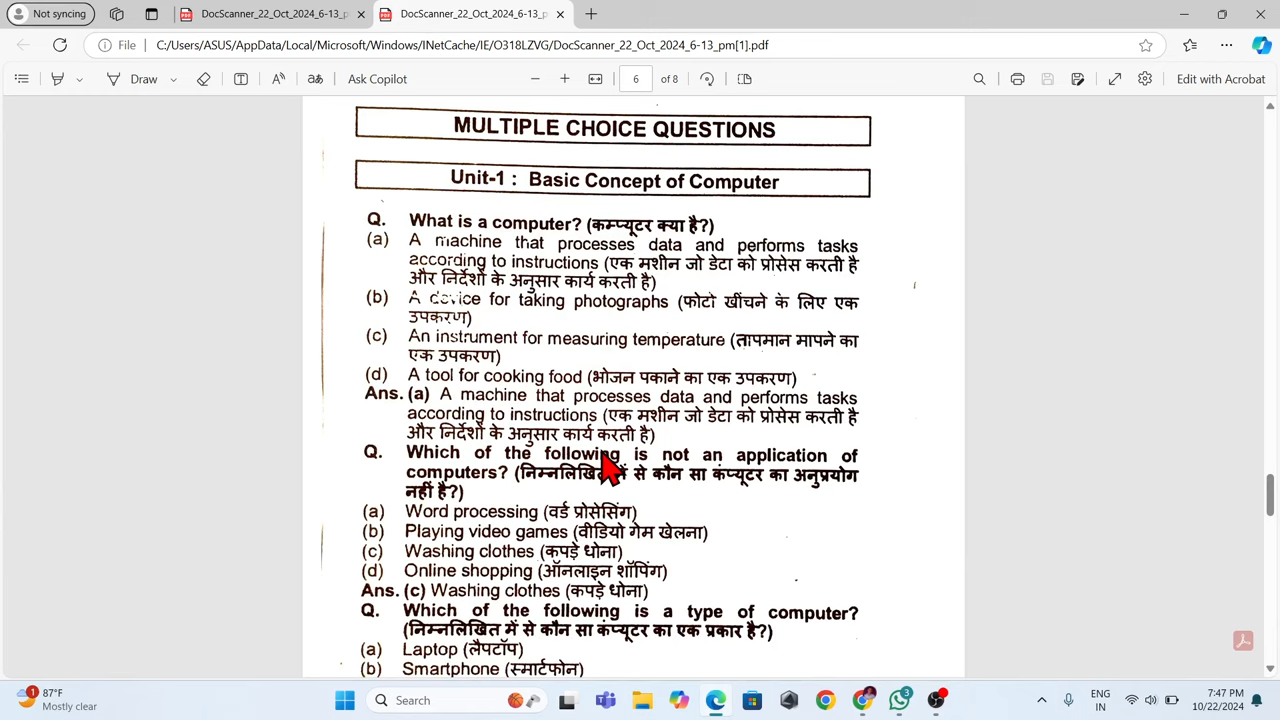 Not syncing
DocScanner_22_Oct_2024_6-13_p
DocScanner_22_Oct_2024_6-13_p
File
C:/Users/ASUS/AppData/Local/Microsoft/Windows/INetCache/IE/O318LZVG/DocScanner_22_Oct_2024_6-13_pm[1].pdf
Draw
Ask Copilot
6 of 8
Edit with Acrobat
MULTIPLE CHOICE QUESTIONS
Unit-1 : Basic Concept of Computer
Q. What is a computer? (कम्प्यूटर क्या है?)
(a) A machine that processes data and performs tasks
according to instructions (एक मशीन जो डेटा को प्रोसेस करती है
और निर्देशों के अनुसार कार्य करती है)
(b) A device for taking photographs (फोटो खींचने के लिए एक
उपकरण)
(c) An instrument for measuring temperature (तापमान मापने का
एक उपकरण)
(d) A tool for cooking food (भोजन पकाने का एक उपकरण)
Ans. (a) A machine that processes data and performs tasks
according to instructions (एक मशीन जो डेटा को प्रोसेस करती है
और निर्देशों के अनुसार कार्य करती है)
Q. Which of the following is not an application of
computers? (निम्नलिखित में से कौन सा कंप्यूटर का अनुप्रयोग
नहीं है?)
(a) Word processing (वर्ड प्रोसेसिंग)
(b) Playing video games (वीडियो गेम खेलना)
(c) Washing clothes (कपड़े धोना)
(d) Online shopping (ऑनलाइन शॉपिंग)
Ans. (c) Washing clothes (कपड़े धोना)
Q. Which of the following is a type of computer?
(निम्नलिखित में से कौन सा कंप्यूटर का एक प्रकार है?)
(a) Laptop (लैपटॉप)
(b) Smartphone (स्मार्टफोन)
1
87°F
Mostly clear
Search
3
ENG
IN
7:47 PM
10/22/2024